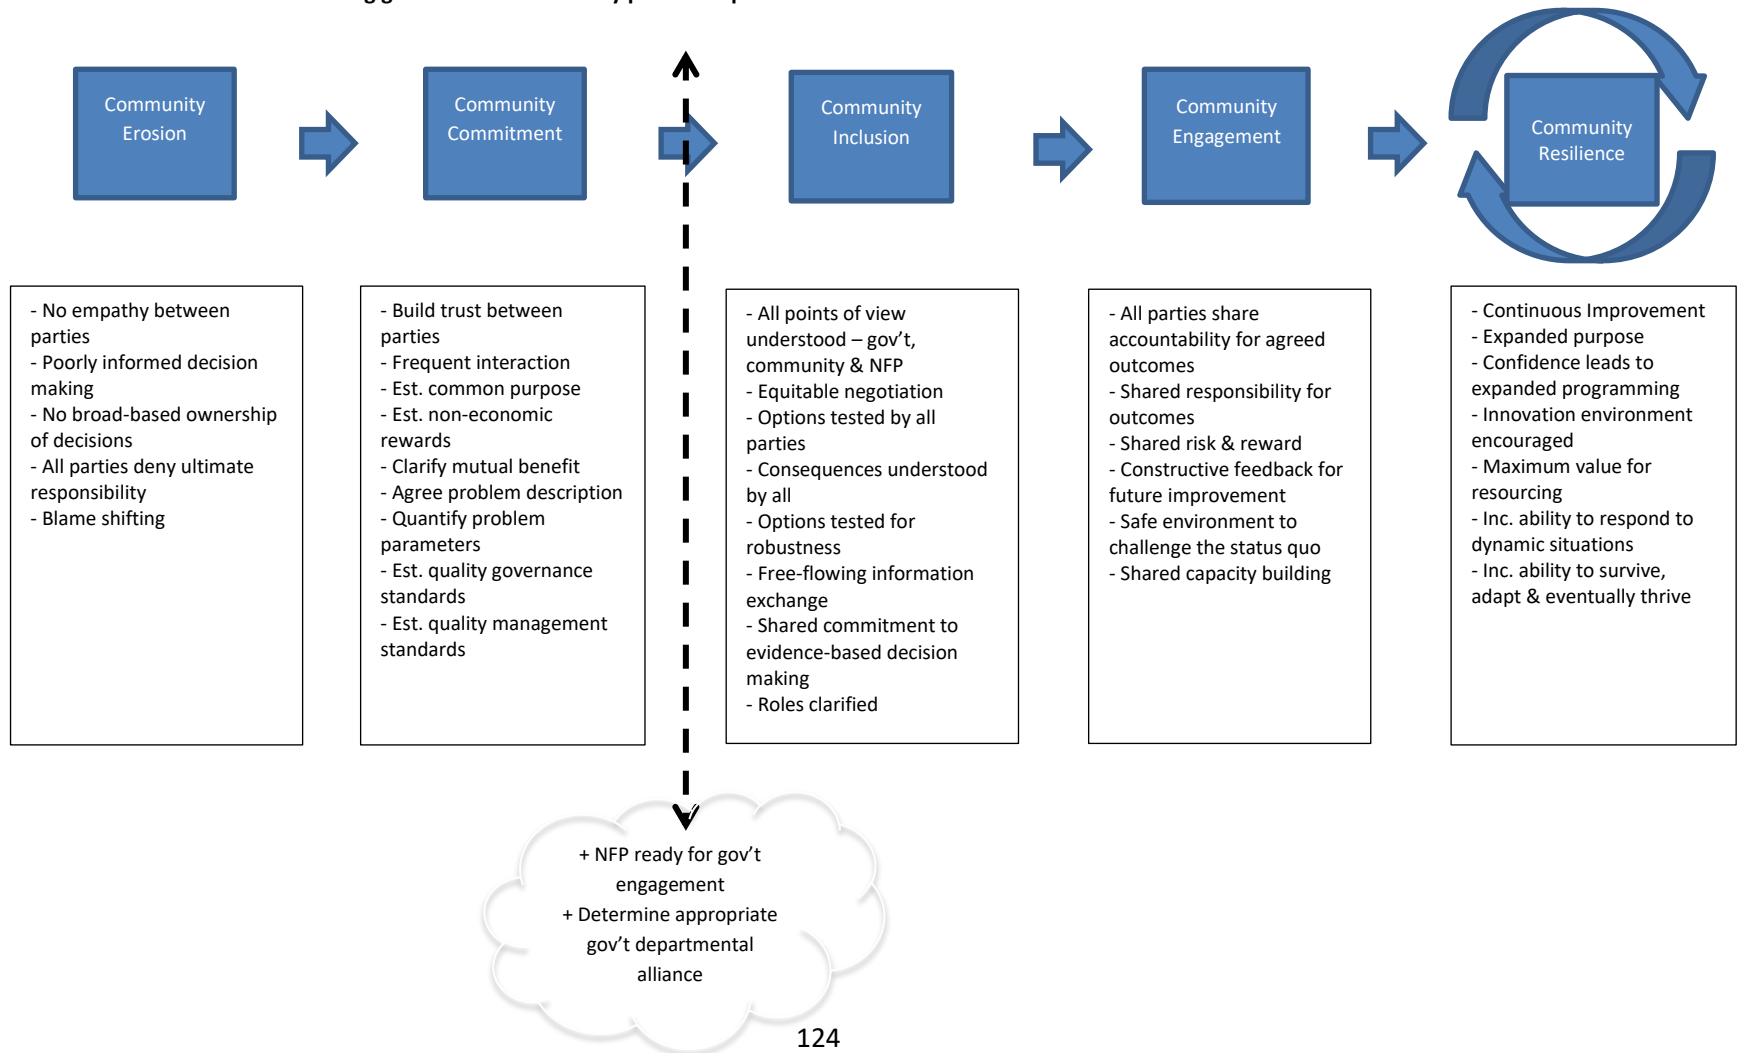 Community
Erosion
Community
Commitment
Community
Inclusion
Community
Engagement
Community
Resilience
- No empathy between
parties
- Poorly informed decision
making
- No broad-based ownership
of decisions
- All parties deny ultimate
responsibility
- Blame shifting
- Build trust between
parties
- Frequent interaction
- Est. common purpose
- Est. non-economic
rewards
- Clarify mutual benefit
- Agree problem description
- Quantify problem
parameters
- Est. quality governance
standards
- Est. quality management
standards
- All points of view
understood – gov’t,
community & NFP
- Equitable negotiation
- Options tested by all
parties
- Consequences understood
by all
- Options tested for
robustness
- Free-flowing information
exchange
- Shared commitment to
evidence-based decision
making
- Roles clarified
- All parties share
accountability for agreed
outcomes
- Shared responsibility for
outcomes
- Shared risk & reward
- Constructive feedback for
future improvement
- Safe environment to
challenge the status quo
- Shared capacity building
- Continuous Improvement
- Expanded purpose
- Confidence leads to
expanded programming
- Innovation environment
encouraged
- Maximum value for
resourcing
- Inc. ability to respond to
dynamic situations
- Inc. ability to survive,
adapt & eventually thrive
+ NFP ready for gov’t
engagement
+ Determine appropriate
gov’t departmental
alliance
124